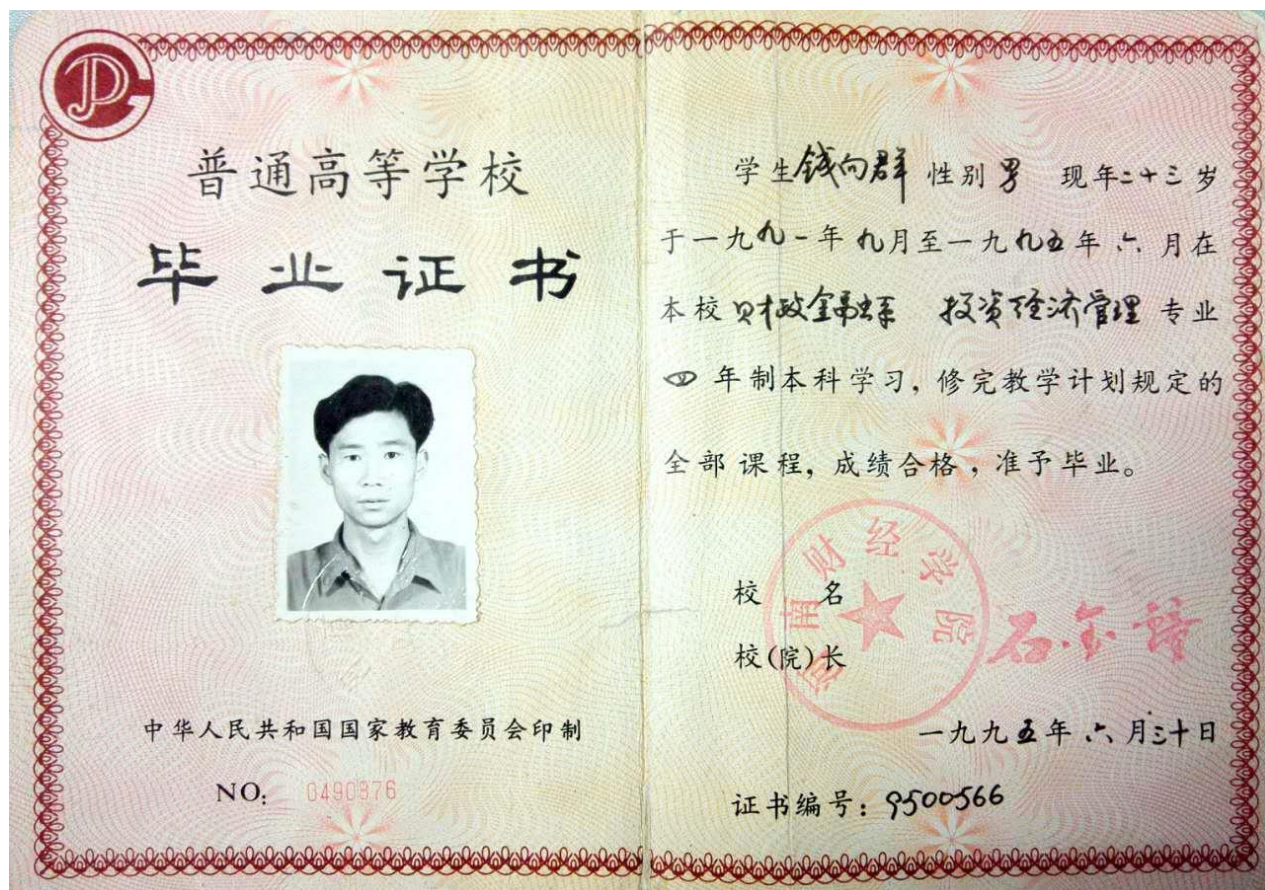 普通高等学校
毕业证书
中华人民共和国国家教育委员会印制
NO: 0490376
学生钱向群 性别男 现年二十三岁
于一九九一年九月至一九九五年六月在
本校财政金融系 投资经济管理专业
四年制本科学习,修完教学计划规定的
全部课程,成绩合格,准予毕业。
校 名
河南财经学院
校(院)长
一九九五年六月三十日
证书编号:9500566